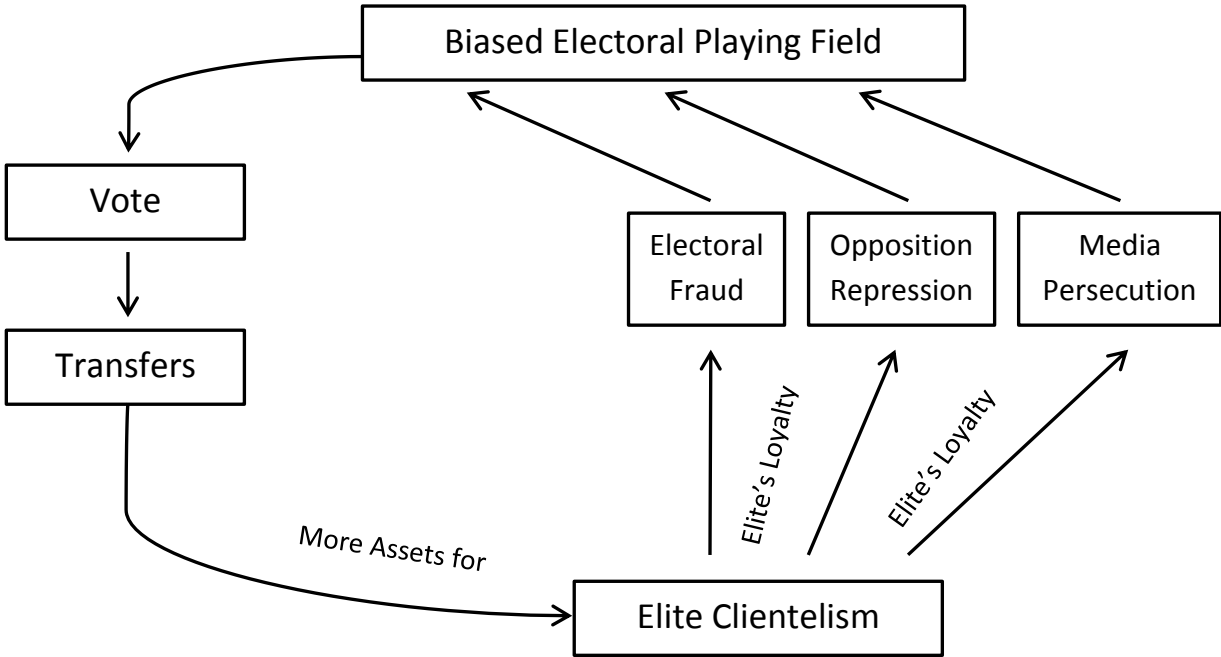 Biased Electoral Playing Field
Vote
Electoral
Fraud
Opposition
Repression
Media
Persecution
Transfers
Elite’s Loyalty
Elite’s Loyalty
More Assets for
Elite Clientelism